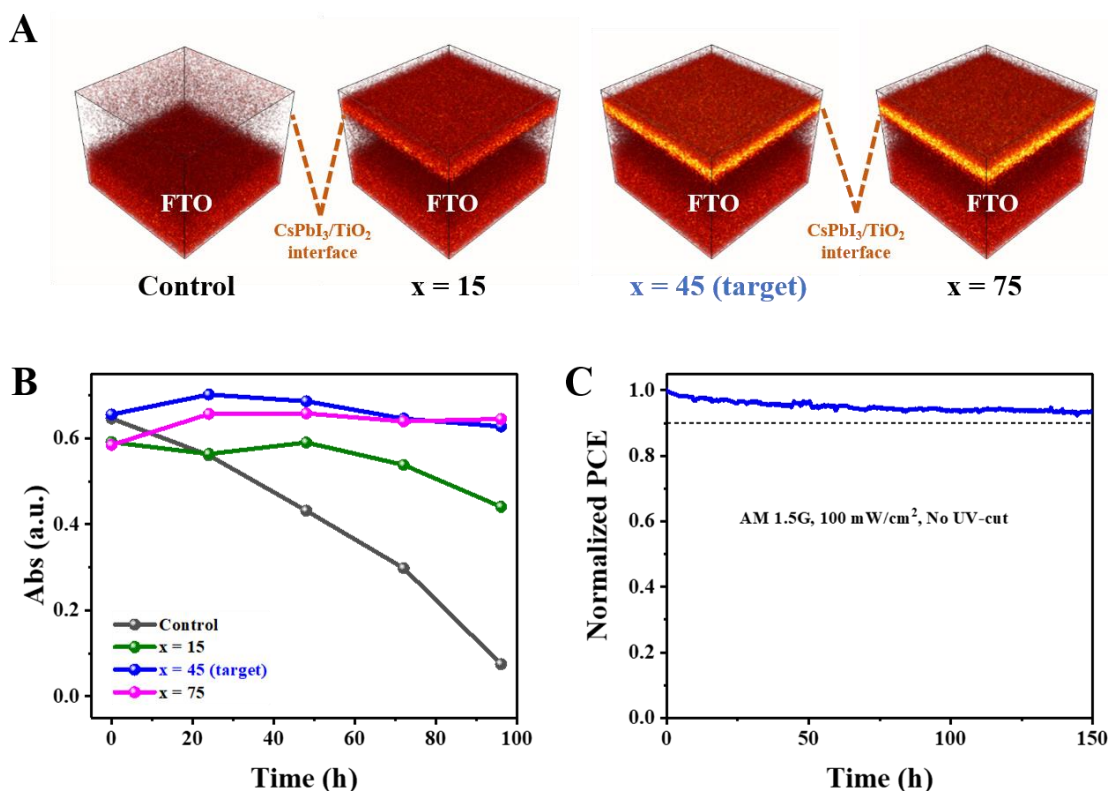 A
FTO
FTO
FTO
FTO
CsPbI₃/TiO₂
interface
CsPbI₃/TiO₂
interface
Control
x = 15
x = 45 (target)
x = 75
B
Abs (a.u.)
0.6
0.4
0.2
0.0
Control
x = 15
x = 45 (target)
x = 75
0
20
40
60
80
100
Time (h)
C
Normalized PCE
1.0
0.8
0.6
0.4
0.2
0.0
AM 1.5G, 100 mW/cm², No UV-cut
0
50
100
150
Time (h)